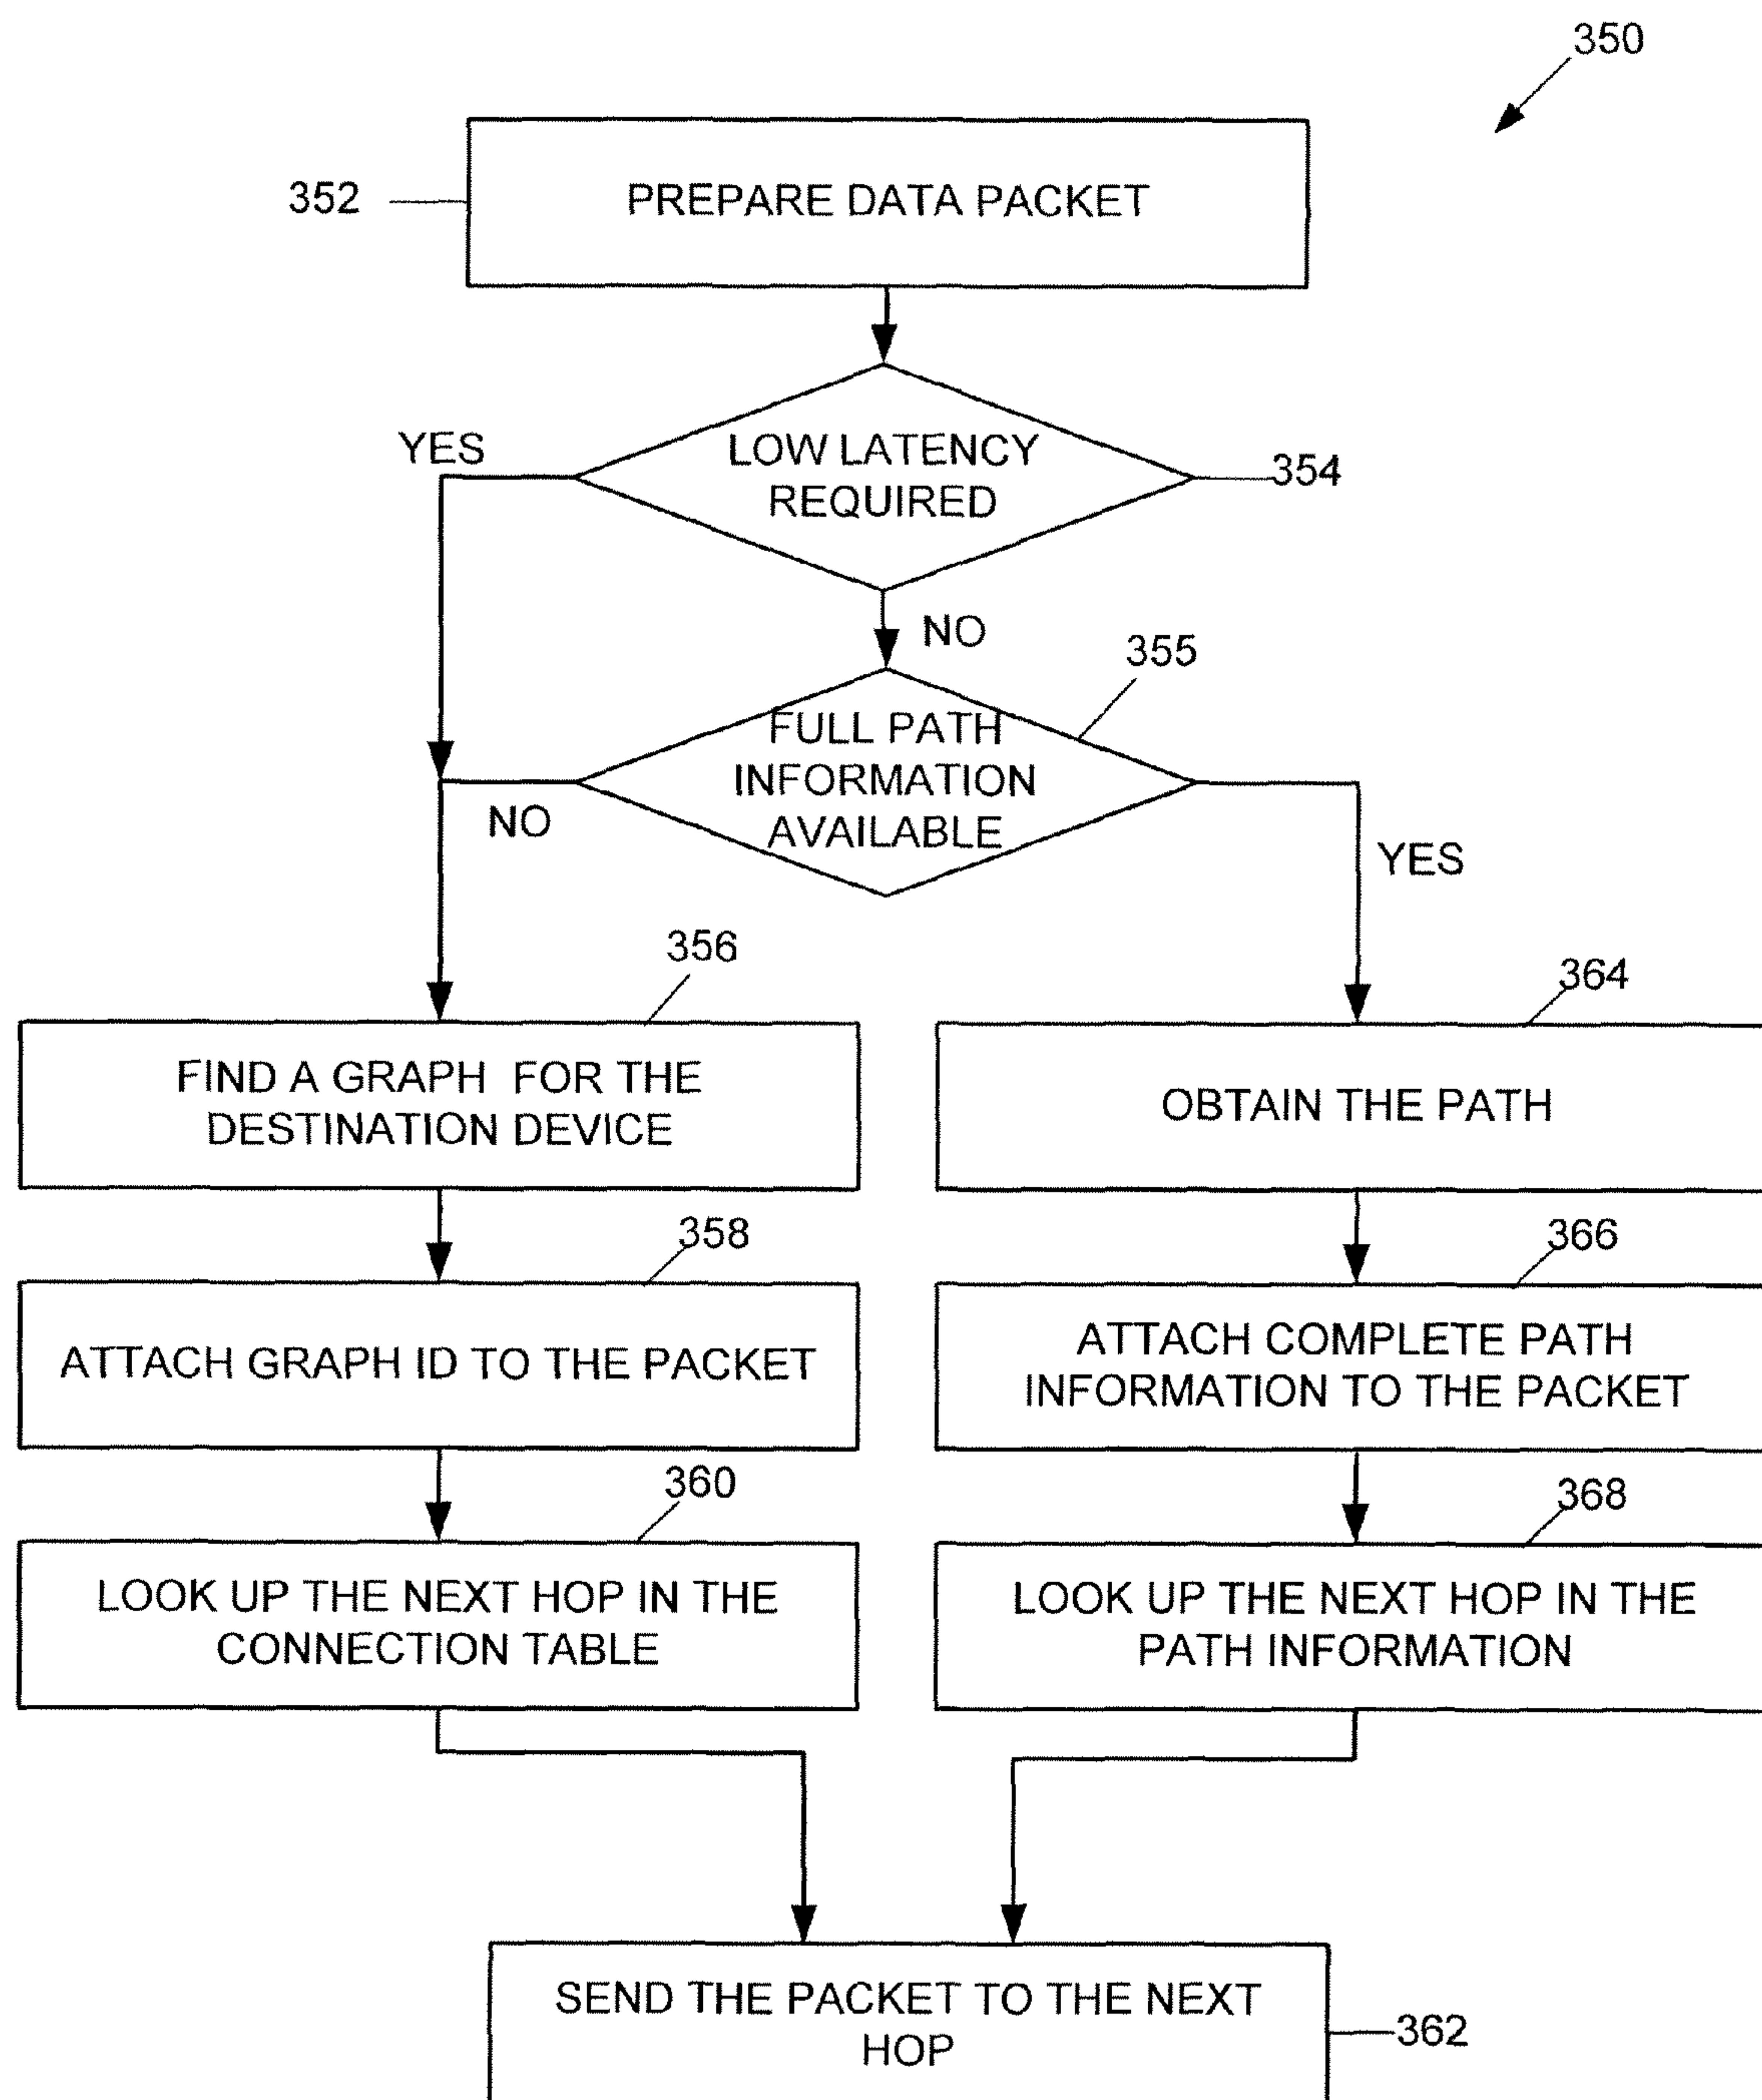 350
352
PREPARE DATA PACKET
YES
LOW LATENCY
REQUIRED
354
NO
355
FULL PATH
INFORMATION
AVAILABLE
NO
YES
356
364
FIND A GRAPH FOR THE
DESTINATION DEVICE
OBTAIN THE PATH
358
366
ATTACH GRAPH ID TO THE PACKET
ATTACH COMPLETE PATH
INFORMATION TO THE PACKET
360
368
LOOK UP THE NEXT HOP IN THE
CONNECTION TABLE
LOOK UP THE NEXT HOP IN THE
PATH INFORMATION
SEND THE PACKET TO THE NEXT
HOP
362